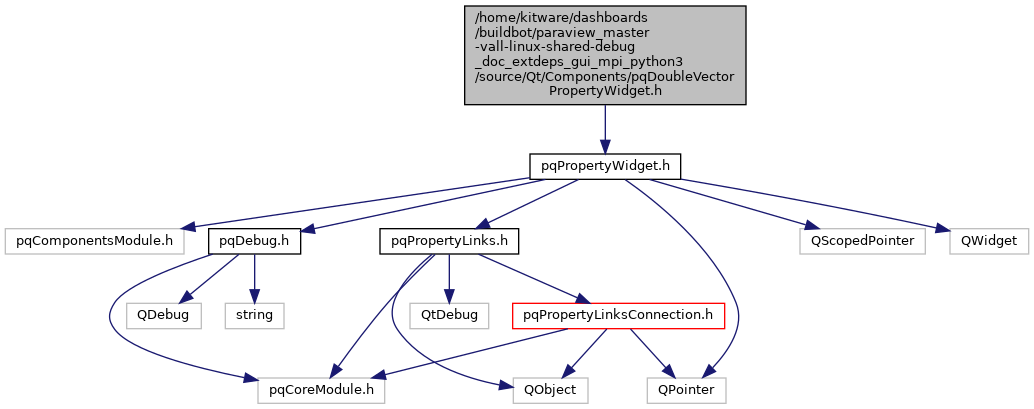 /home/kitware/dashboards
/buildbot/paraview_master
-vall-linux-shared-debug
_doc_extdeps_gui_mpi_python3
/source/Qt/Components/pqDoubleVector
PropertyWidget.h
pqPropertyWidget.h
pqComponentsModule.h
pqDebug.h
pqPropertyLinks.h
QScopedPointer
QWidget
QDebug
string
QtDebug
pqPropertyLinksConnection.h
pqCoreModule.h
QObject
QPointer